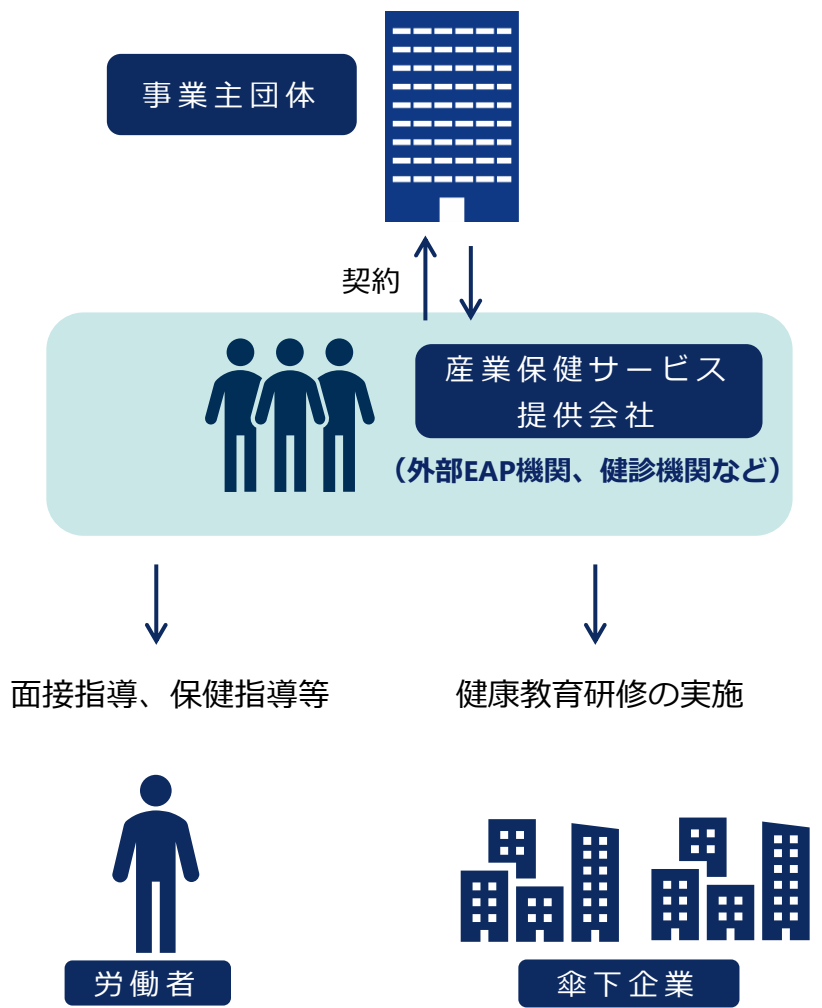 事業主団体
契約
産業保健サービス
提供会社
（外部EAP機関、健診機関など）
面接指導、保健指導等
健康教育研修の実施
労働者
傘下企業